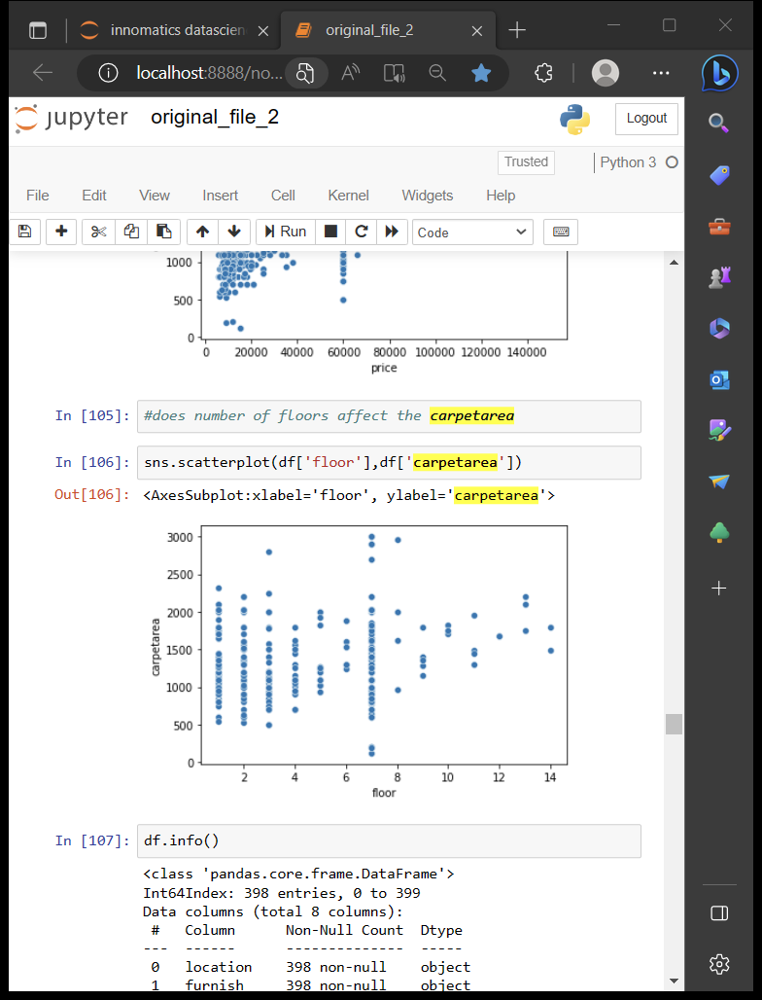 innomatics datascien
original_file_2
localhost:8888/no...
jupyter original_file_2
Logout
Trusted
Python 3
File Edit View Insert Cell Kernel Widgets Help
Run
Code
1000
500
0
0 20000 40000 60000 80000 100000 120000 140000
price
In [105]: #does number of floors affect the carpetarea
In [106]: sns.scatterplot(df['floor'],df['carpetarea'])
Out[106]: <AxesSubplot:xlabel='floor', ylabel='carpetarea'>
3000
2500
2000
1500
1000
500
0
carpetarea
2 4 6 8 10 12 14
floor
In [107]: df.info()
<class 'pandas.core.frame.DataFrame'>
Int64Index: 398 entries, 0 to 399
Data columns (total 8 columns):
# Column Non-Null Count Dtype
--- ------ -------------- -----
0 location 398 non-null object
1 furnish 398 non-null object